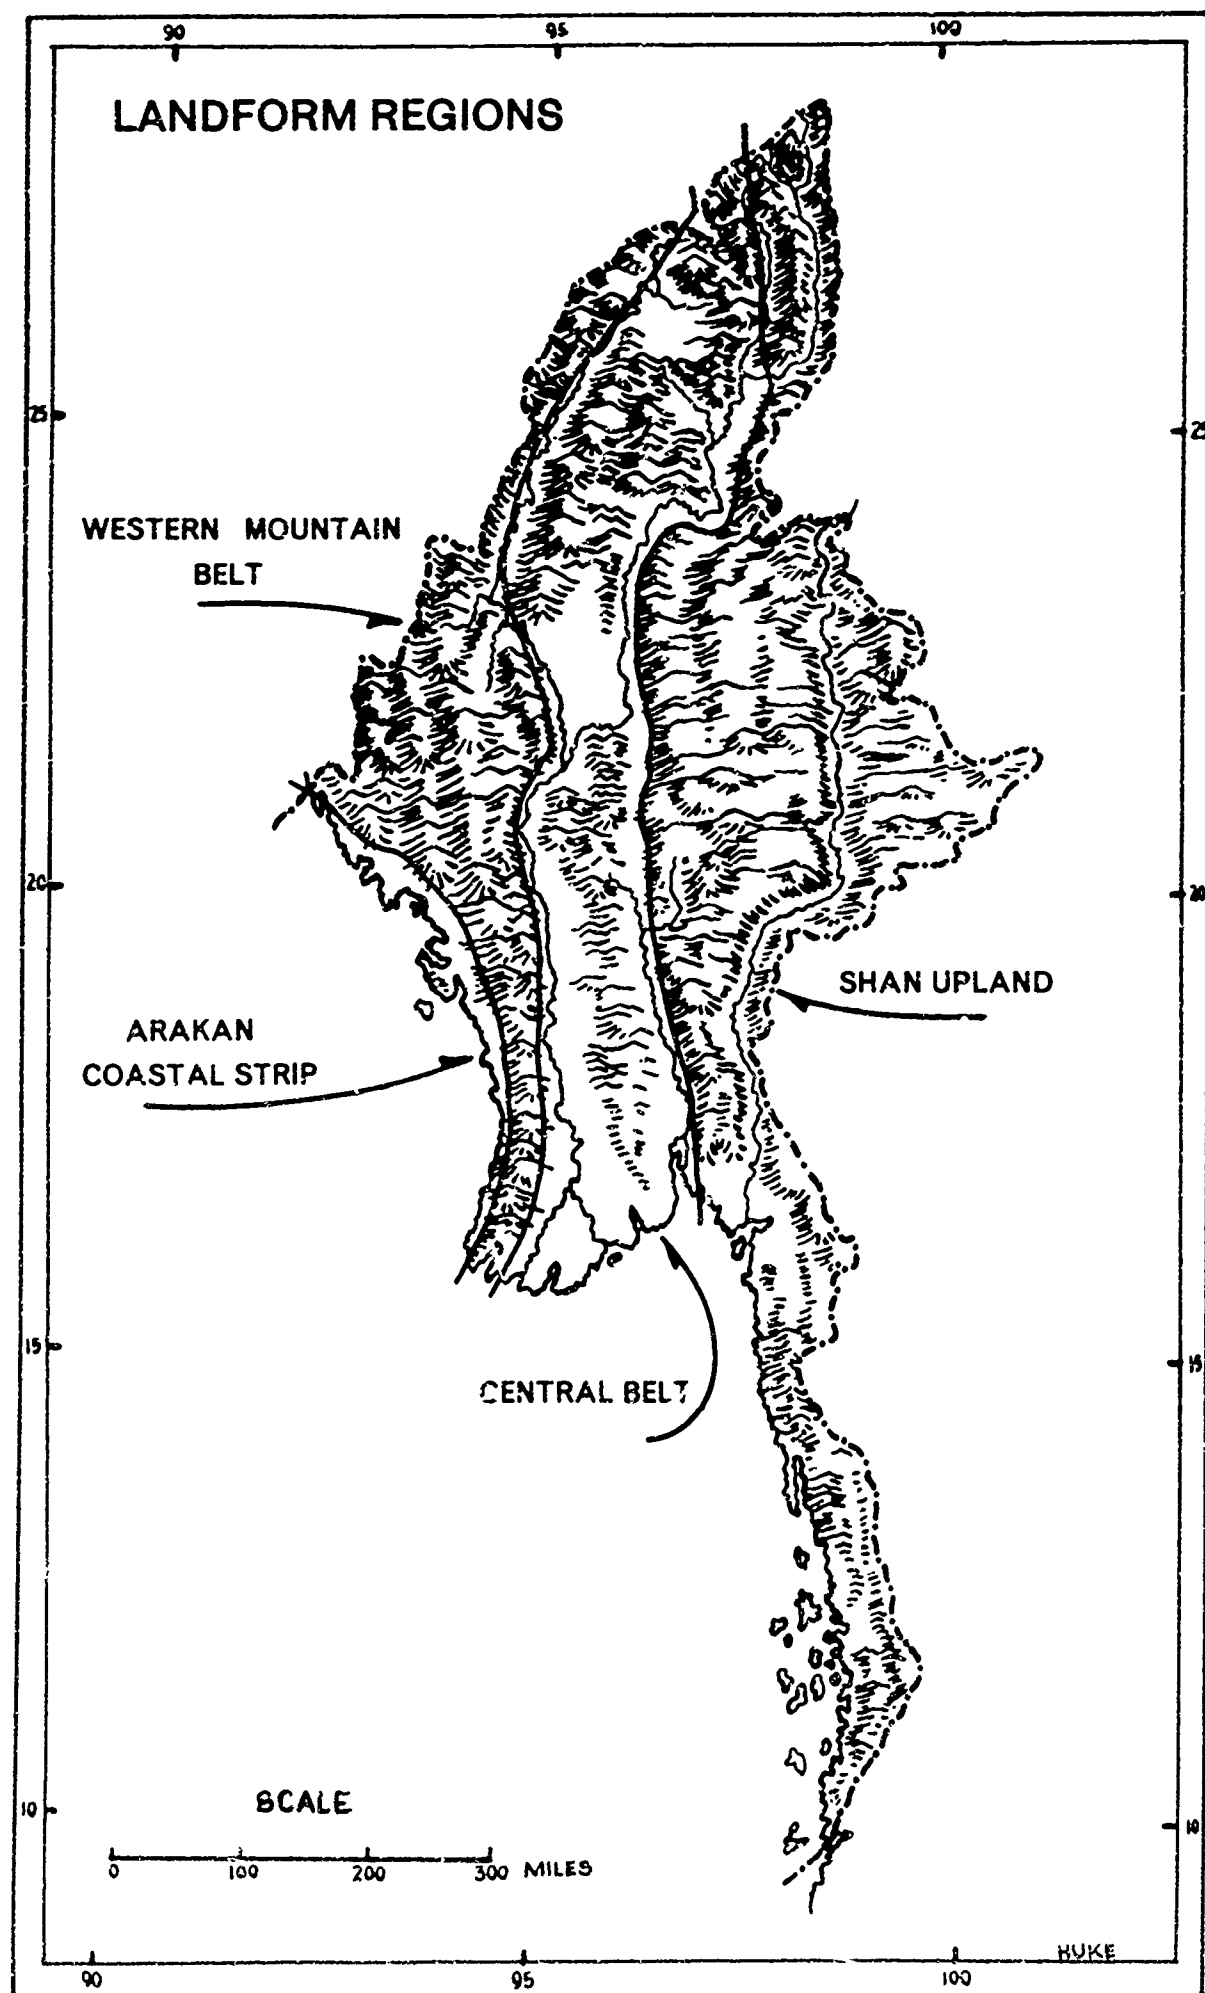 90 95 100
LANDFORM REGIONS
25 25
WESTERN MOUNTAIN
BELT
20 20
SHAN UPLAND
ARAKAN
COASTAL STRIP
15 15
CENTRAL BELT
10 10
SCALE
0 100 200 300 MILES
HUKE
90 95 100